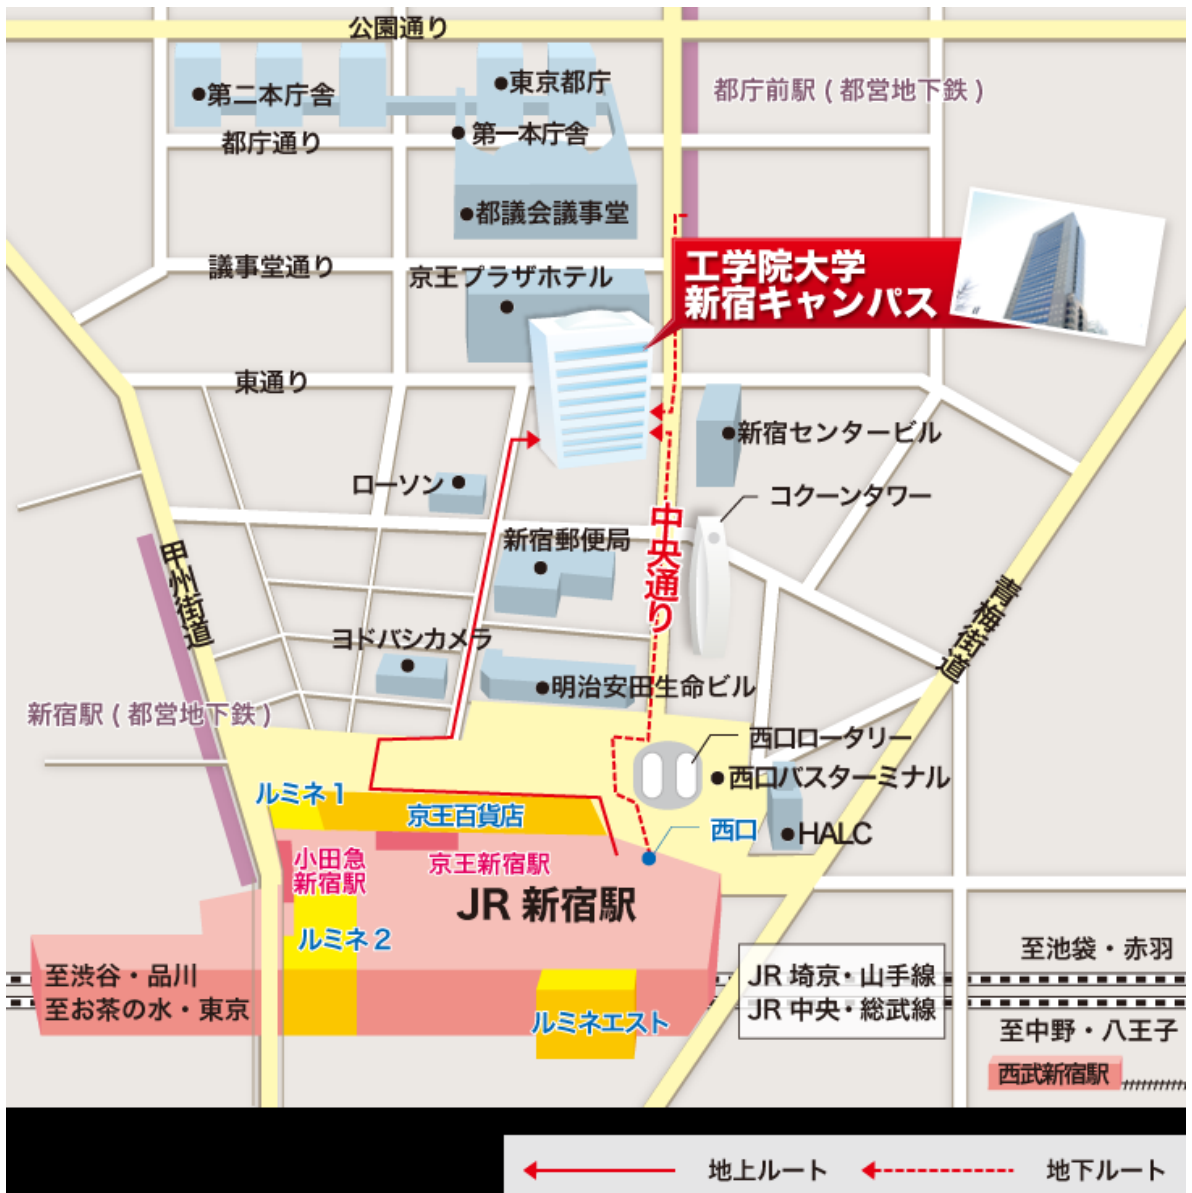 公園通り
第二本庁舎
東京都庁
都庁前駅 ( 都営地下鉄 )
都庁通り
第一本庁舎
都議会議事堂
議事堂通り
京王プラザホテル
工学院大学
新宿キャンパス
東通り
新宿センタービル
ローソン
コクーンタワー
新宿郵便局
中央通り
甲州街道
青梅街道
ヨドバシカメラ
明治安田生命ビル
新宿駅 ( 都営地下鉄 )
西口ロータリー
西口バスターミナル
ルミネ1
京王百貨店
西口
HALC
小田急
新宿駅
京王新宿駅
JR 新宿駅
ルミネ2
至渋谷・品川
至お茶の水・東京
ルミネエスト
JR 埼京・山手線
JR 中央・総武線
至池袋・赤羽
至中野・八王子
西武新宿駅
地上ルート
地下ルート